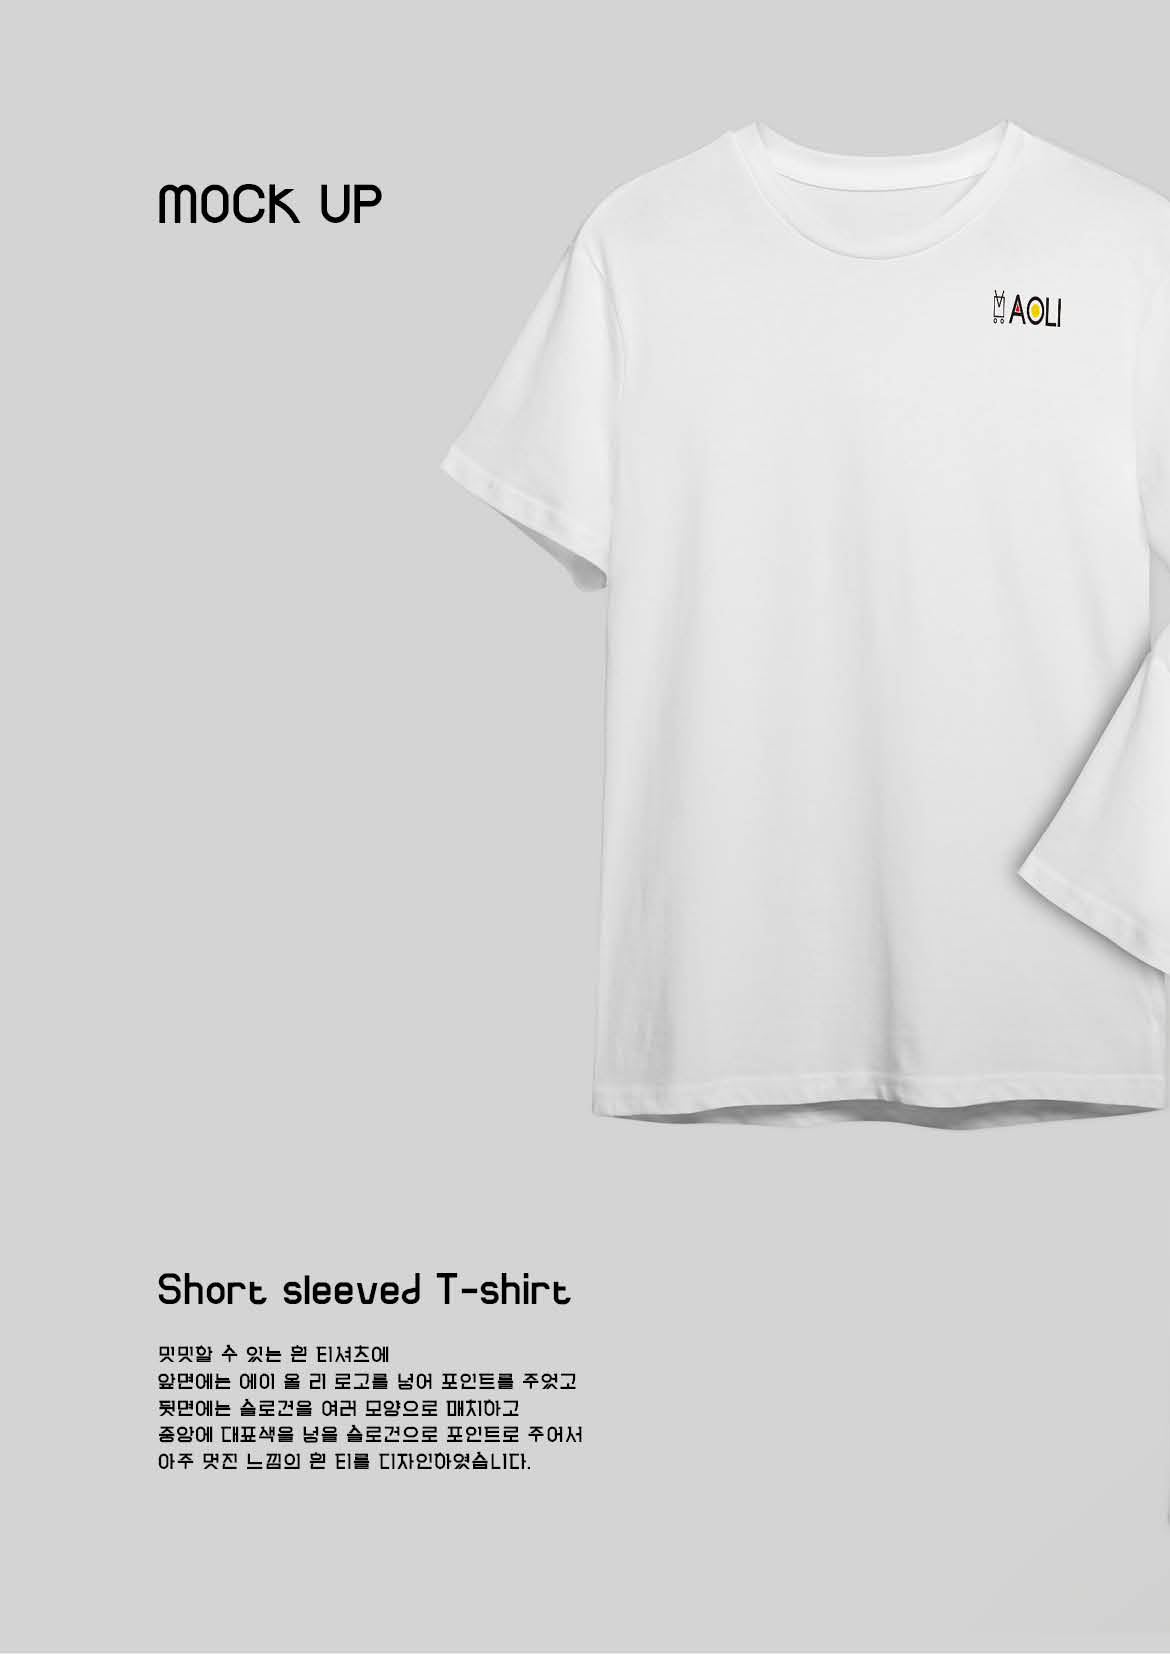 MOCK UP
AOLI
Short sleeved T-shirt
밋밋할 수 있는 흰 티셔츠에
앞면에는 에이 올 리 로고를 넣어 포인트를 주었고
뒷면에는 슬로건을 여러 모양으로 매치하고
중앙에 대표색을 넣을 슬로건으로 포인트로 주어서
아주 멋진 느낌의 흰 티를 디자인하였습니다.